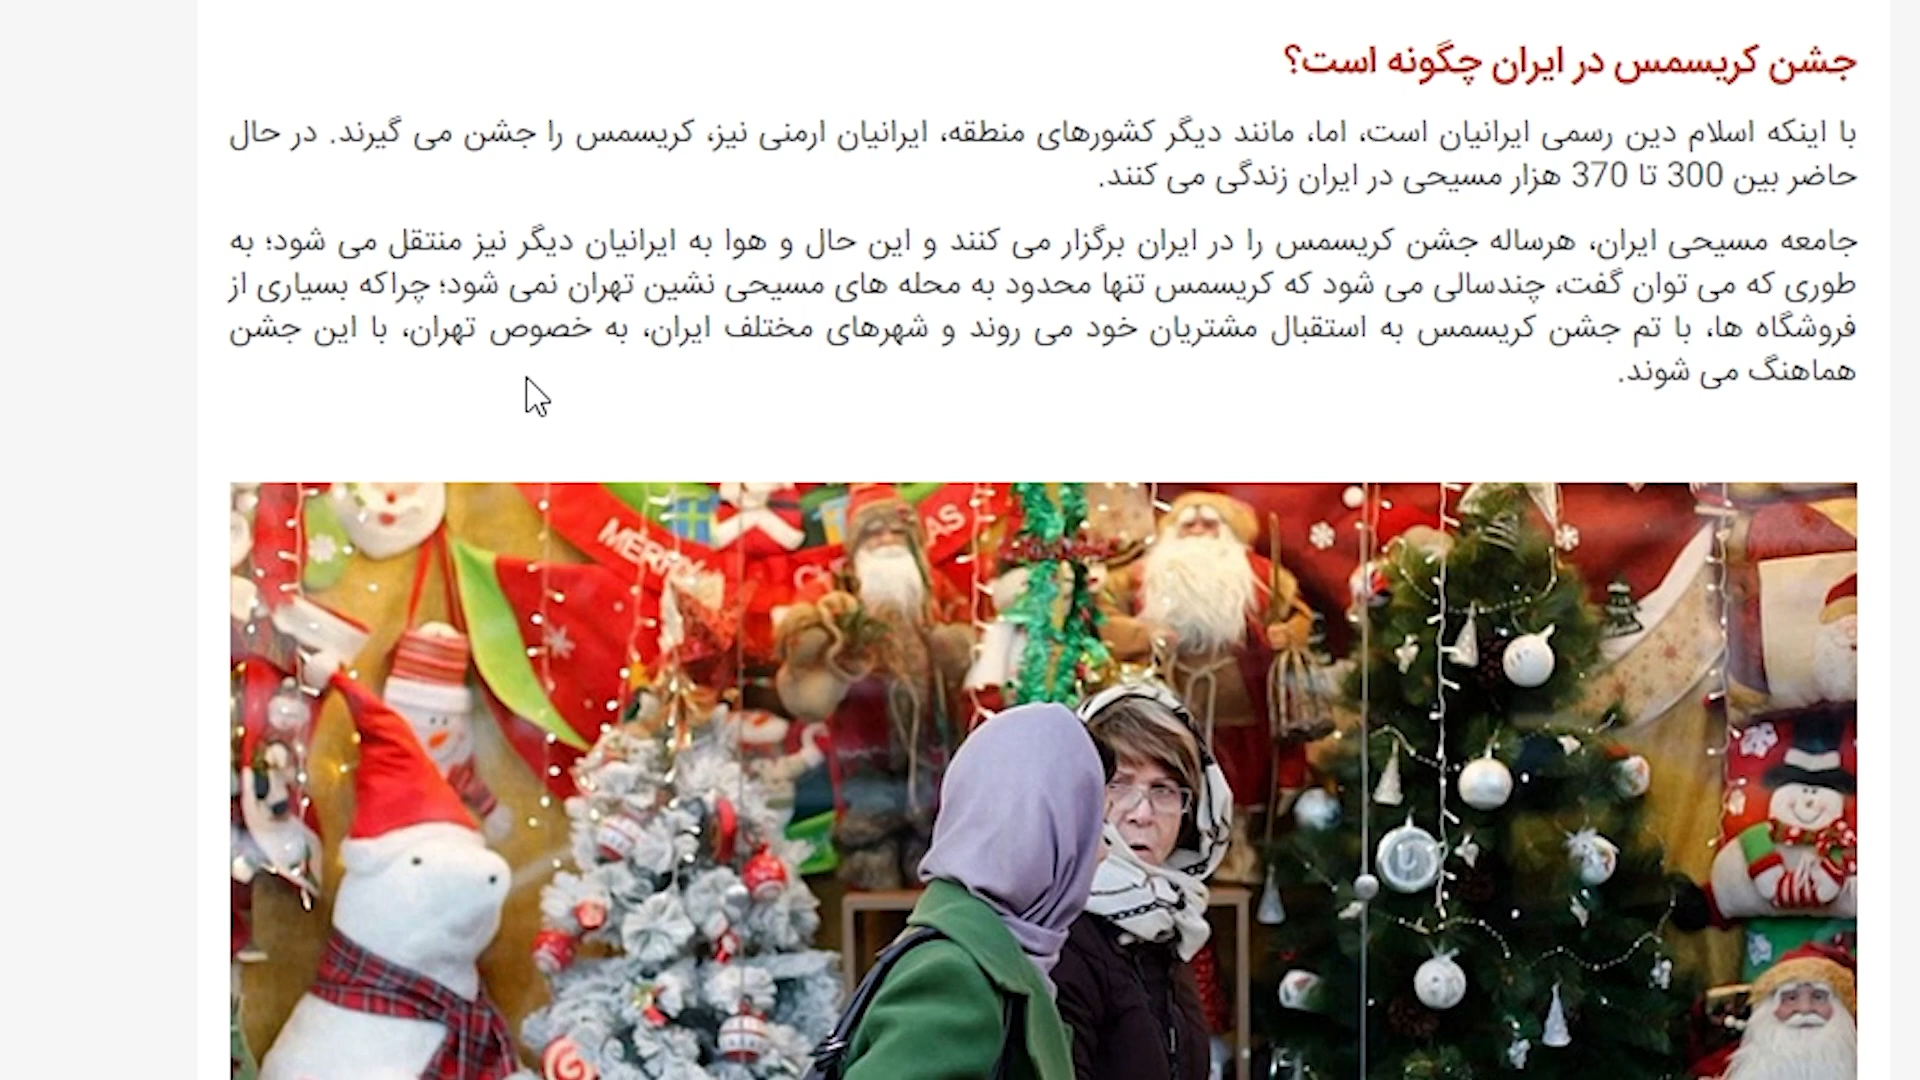 جشن کریسمس در ایران چگونه است؟
با اینکه اسلام دین رسمی ایرانیان است، اما، مانند دیگر کشورهای منطقه، ایرانیان ارمنی نیز، کریسمس را جشن می گیرند. در حال
حاضر بین 300 تا 370 هزار مسیحی در ایران زندگی می کنند.
جامعه مسیحی ایران، هرساله جشن کریسمس را در ایران برگزار می کنند و این حال و هوا به ایرانیان دیگر نیز منتقل می شود؛ به
طوری که می توان گفت، چندسالی می شود که کریسمس تنها محدود به محله های مسیحی نشین تهران نمی شود؛ چراکه بسیاری از
فروشگاه ها، با تم جشن کریسمس به استقبال مشتریان خود می روند و شهرهای مختلف ایران، به خصوص تهران، با این جشن
هماهنگ می شوند.
MERRY